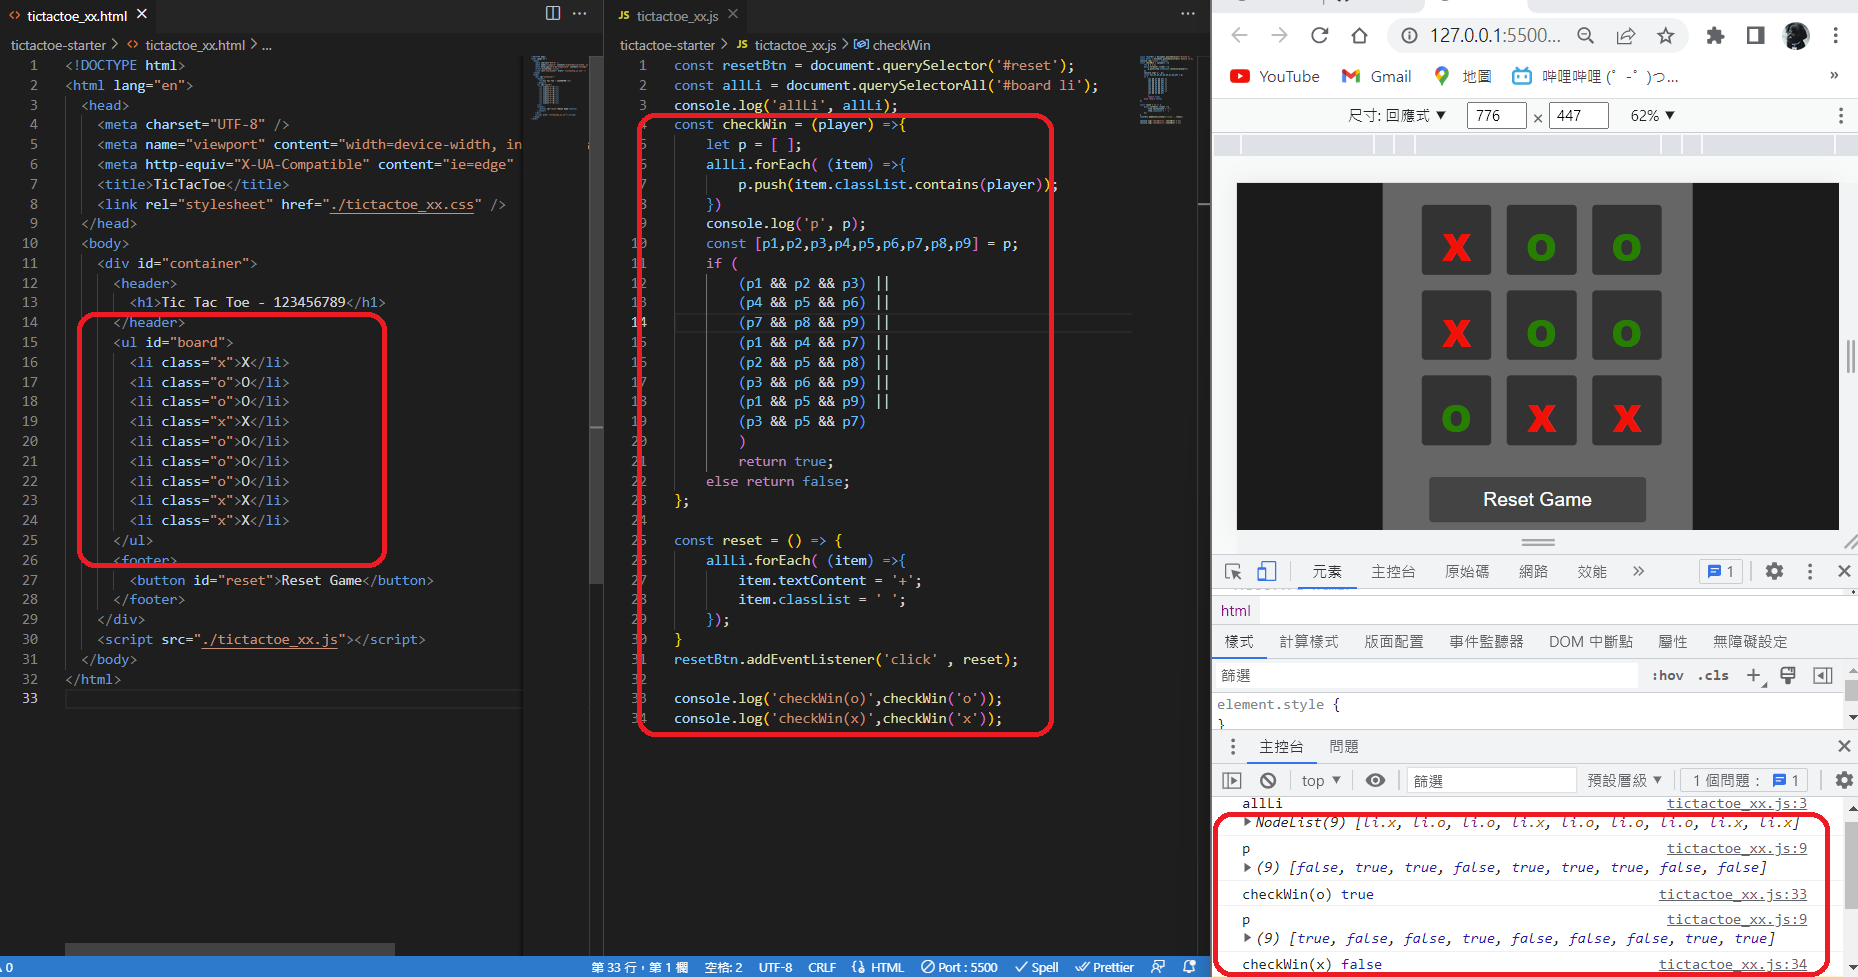 tictactoe_xx.html
tictactoe-starter > tictactoe_xx.html > ...
1 <!DOCTYPE html>
2 <html lang="en">
3 <head>
4 <meta charset="UTF-8" />
5 <meta name="viewport" content="width=device-width, in
6 <meta http-equiv="X-UA-Compatible" content="ie=edge"
7 <title>TicTacToe</title>
8 <link rel="stylesheet" href="./tictactoe_xx.css" />
9 </head>
10 <body>
11 <div id="container">
12 <header>
13 <h1>Tic Tac Toe - 123456789</h1>
14 </header>
15 <ul id="board">
16 <li class="x">X</li>
17 <li class="o">O</li>
18 <li class="o">O</li>
19 <li class="x">X</li>
20 <li class="o">O</li>
21 <li class="o">O</li>
22 <li class="o">O</li>
23 <li class="x">X</li>
24 <li class="x">X</li>
25 </ul>
26 <footer>
27 <button id="reset">Reset Game</button>
28 </footer>
29 </div>
30 <script src="./tictactoe_xx.js"></script>
31 </body>
32 </html>
33
JS tictactoe_xx.js
tictactoe-starter > JS tictactoe_xx.js > checkWin
1 const resetBtn = document.querySelector('#reset');
2 const allLi = document.querySelectorAll('#board li');
3 console.log('allLi', allLi);
4 const checkWin = (player) =>{
5 let p = [ ];
6 allLi.forEach( (item) =>{
7 p.push(item.classList.contains(player));
8 })
9 console.log('p', p);
10 const [p1,p2,p3,p4,p5,p6,p7,p8,p9] = p;
11 if (
12 (p1 && p2 && p3) ||
13 (p4 && p5 && p6) ||
14 (p7 && p8 && p9) ||
15 (p1 && p4 && p7) ||
16 (p2 && p5 && p8) ||
17 (p3 && p6 && p9) ||
18 (p1 && p5 && p9) ||
19 (p3 && p5 && p7)
20 )
21 return true;
22 else return false;
23 };
24
25 const reset = () => {
26 allLi.forEach( (item) =>{
27 item.textContent = '+';
28 item.classList = ' ';
29 });
30 }
31 resetBtn.addEventListener('click' , reset);
32
33 console.log('checkWin(o)',checkWin('o'));
34 console.log('checkWin(x)',checkWin('x'));
0 第 33 行，第 1 欄 空格: 2 UTF-8 CRLF HTML Port : 5500 Spell Prettier
127.0.0.1:5500...
YouTube Gmail 地圖 哔哩哔哩 (゜-゜)つ... »
尺寸: 回應式 ▼ 776 × 447 62% ▼
X O O
X O O
O X X
Reset Game
元素 主控台 原始碼 網路 效能 » 1
html
樣式 計算樣式 版面配置 事件監聽器 DOM 中斷點 屬性 無障礙設定
篩選 :hov .cls +
element.style {
}
主控台 問題
top ▼ 篩選 預設層級 ▼ 1 個問題： 1
allLi tictactoe_xx.js:3
NodeList(9) [li.x, li.o, li.o, li.x, li.o, li.o, li.o, li.x, li.x]
p tictactoe_xx.js:9
(9) [false, true, true, false, true, true, true, false, false]
checkWin(o) true tictactoe_xx.js:33
p tictactoe_xx.js:9
(9) [true, false, false, true, false, false, false, true, true]
checkWin(x) false tictactoe_xx.js:34